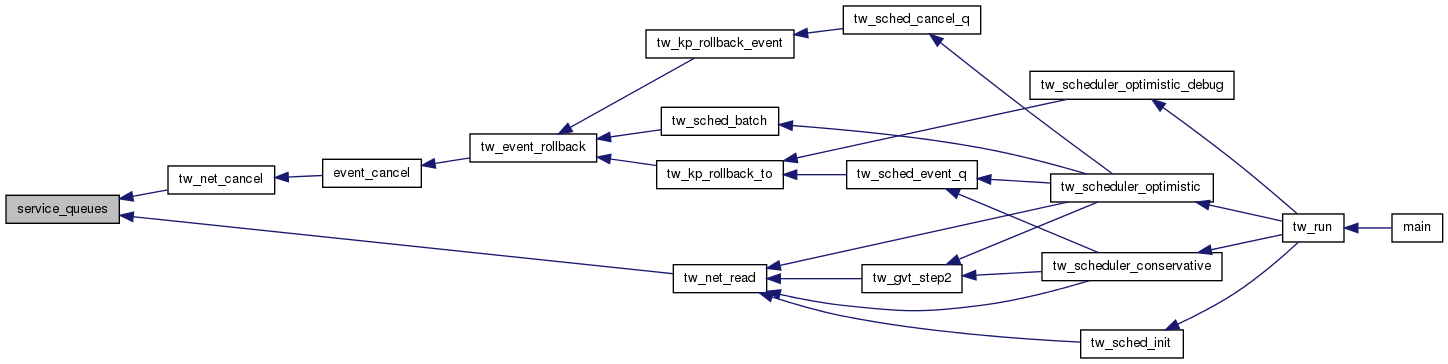 service_queues
tw_net_cancel
event_cancel
tw_event_rollback
tw_kp_rollback_event
tw_sched_cancel_q
tw_sched_batch
tw_kp_rollback_to
tw_scheduler_optimistic_debug
tw_sched_event_q
tw_scheduler_optimistic
tw_net_read
tw_gvt_step2
tw_scheduler_conservative
tw_sched_init
tw_run
main